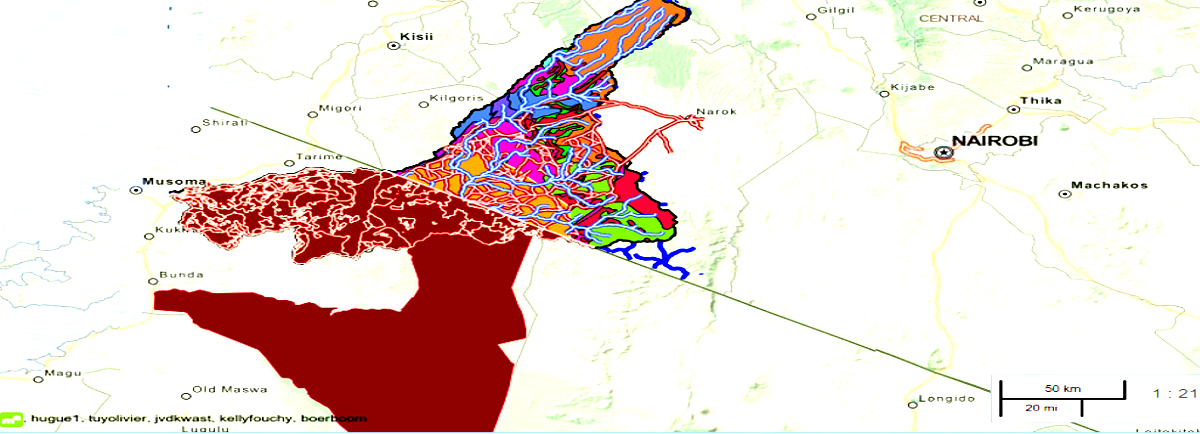 Gilgil
CENTRAL
Kerugoya
Kisii
Maragua
Kijabe
Kilgoris
Thika
Migori
Narok
Shirati
NAIROBI
Tarime
Musoma
Machakos
Bunda
Magu
Old Maswa
50 km
20 mi
1 : 21
Longido
hugue1, tuyolivier, jvdkwast, kellyfouchy, boerboom
Lugulu